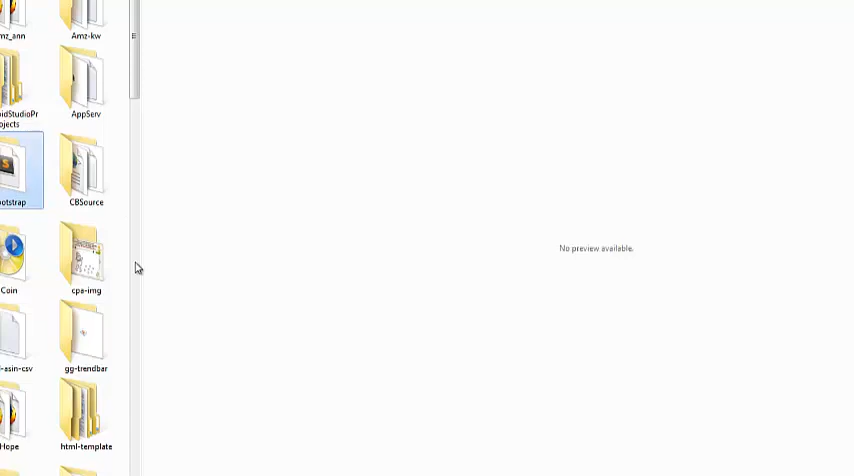 mz_ann
Amz-kw
oidStudioPr
ojects
AppServ
ootstrap
CBSource
Coin
cpa-img
-asin-csv
gg-trendbar
Hope
html-template
No preview available.